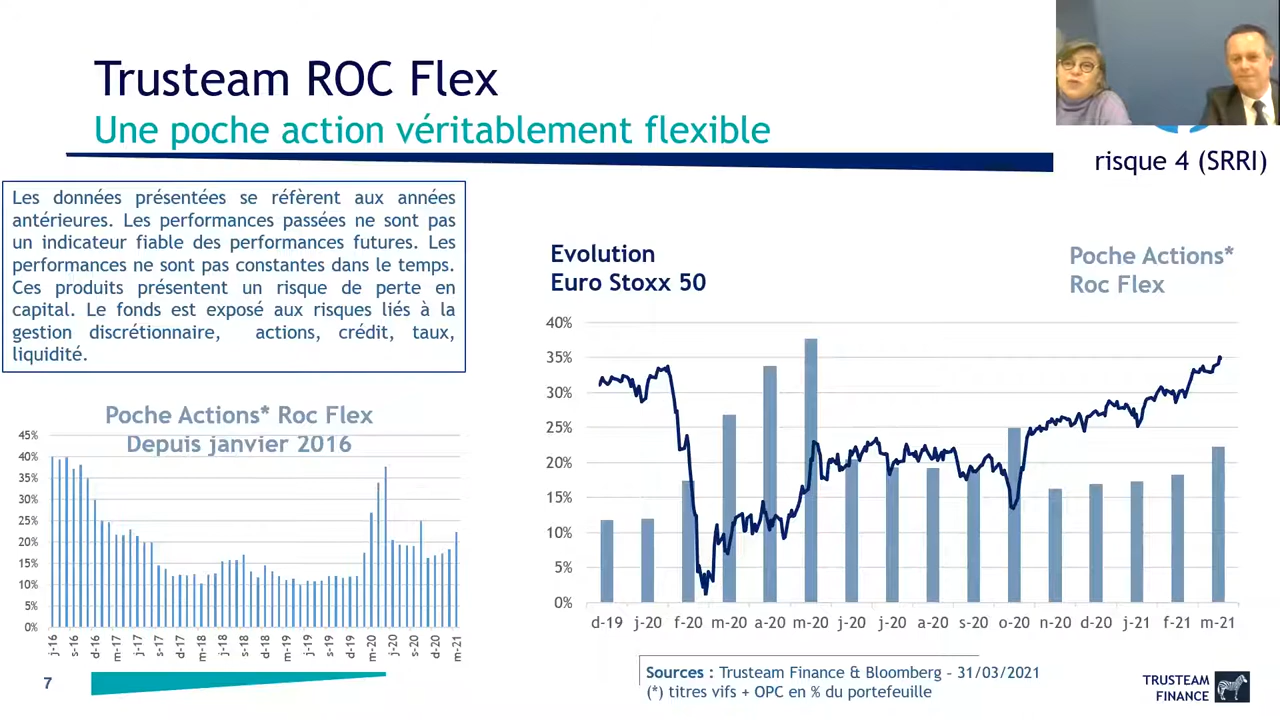 Trusteam ROC Flex
Une poche action véritablement flexible
risque 4 (SRRI)
Les données présentées se réfèrent aux années
antérieures. Les performances passées ne sont pas
un indicateur fiable des performances futures. Les
performances ne sont pas constantes dans le temps.
Ces produits présentent un risque de perte en
capital. Le fonds est exposé aux risques liés à la
gestion discrétionnaire, actions, crédit, taux,
liquidité.
Poche Actions* Roc Flex
Depuis janvier 2016
45%
40%
35%
30%
25%
20%
15%
10%
5%
0%
j-16 s-16 d-16 m-17 j-17 s-17 d-17 m-18 j-18 s-18 d-18 m-19 j-19 s-19 d-19 m-20 j-20 s-20 d-20 m-21
Evolution
Euro Stoxx 50
Poche Actions*
Roc Flex
40%
35%
30%
25%
20%
15%
10%
5%
0%
d-19 j-20 f-20 m-20 a-20 m-20 j-20 j-20 a-20 s-20 o-20 n-20 d-20 j-21 f-21 m-21
Sources : Trusteam Finance & Bloomberg - 31/03/2021
(*) titres vifs + OPC en % du portefeuille
7
TRUSTEAM
FINANCE